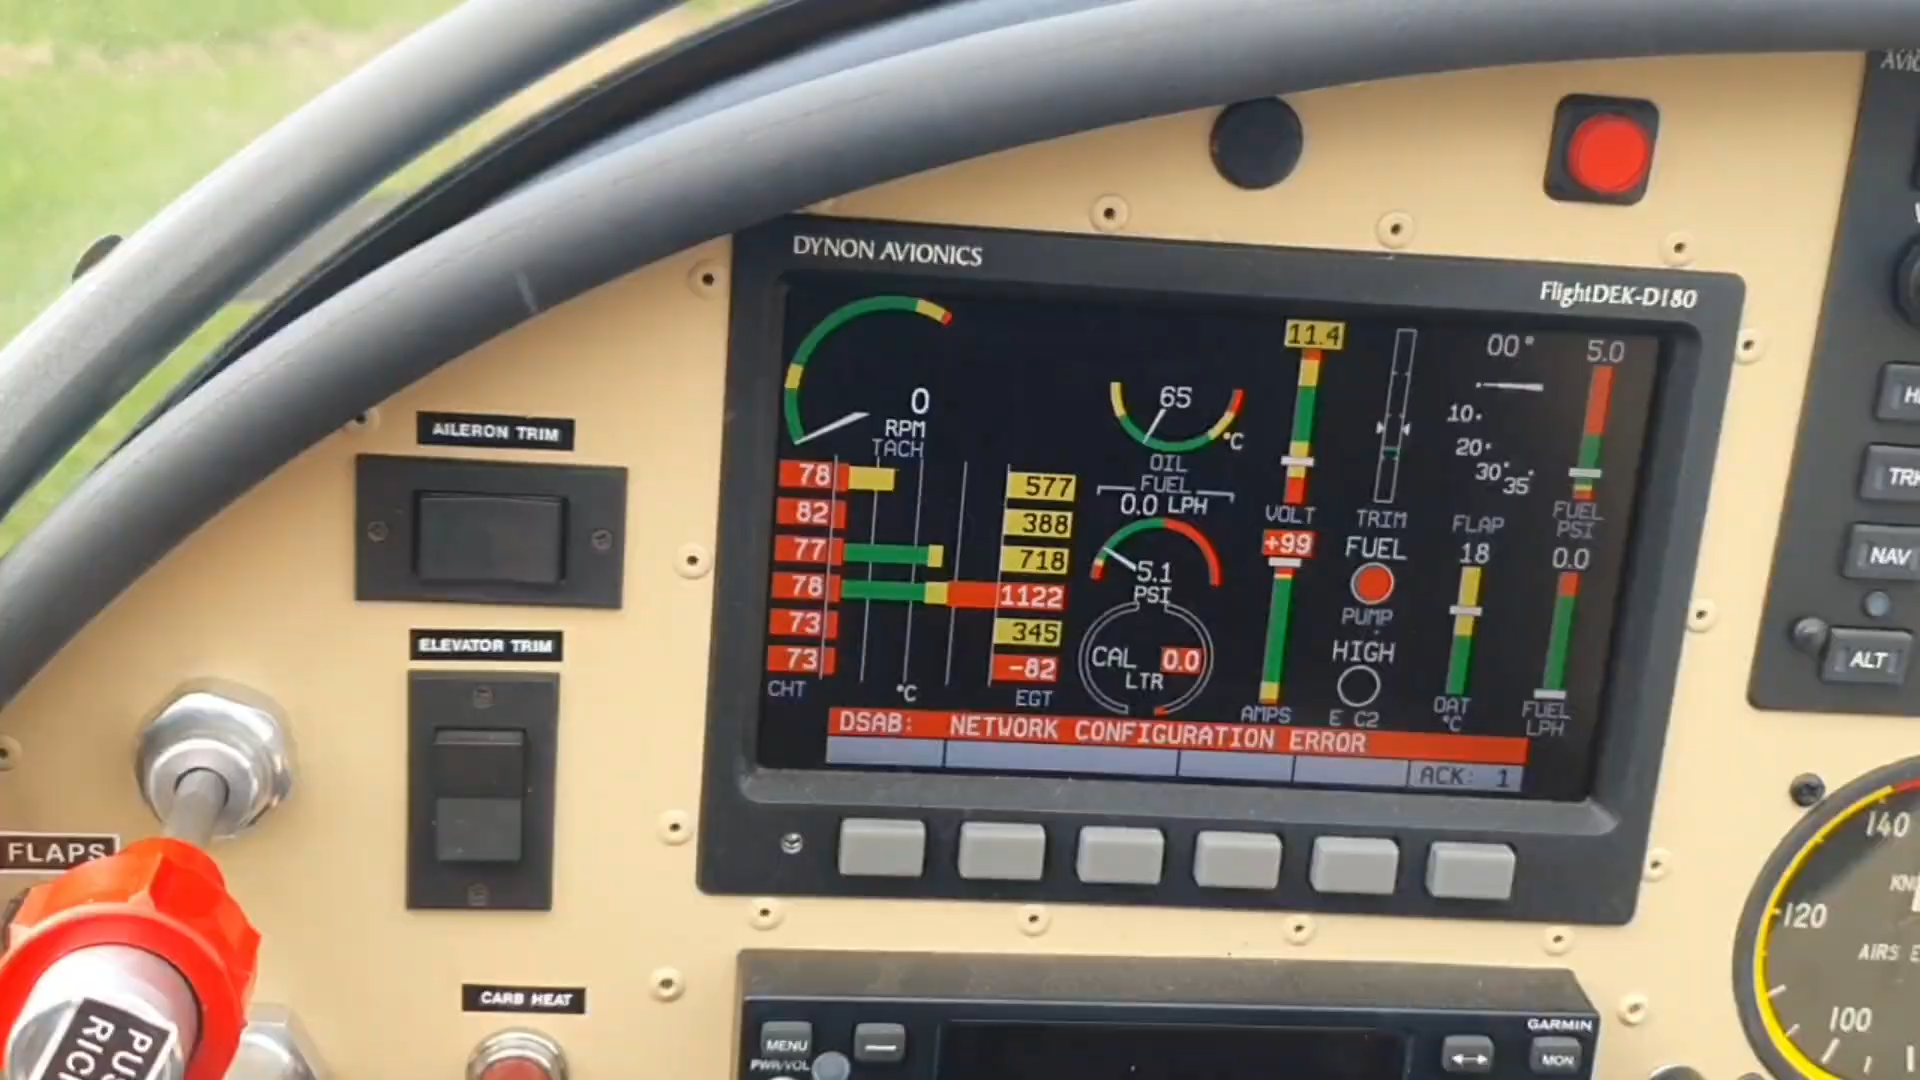 DYNON AVIONICS
FlightDEK-D180
0
RPM
TACH
65
°C
OIL
11.4
VOLT
TRIM
00°
10
20
30
35
FLAP
5.0
FUEL
PSI
78
82
77
78
73
73
CHT
°C
577
388
718
1122
345
-82
EGT
FUEL
0.0 LPH
5.1
PSI
CAL 0.0
LTR
+99
AMPS
FUEL
PUMP
HIGH
E C2
18
OAT
°C
0.0
FUEL
LPH
DSAB: NETWORK CONFIGURATION ERROR
ACK: 1
AILERON TRIM
ELEVATOR TRIM
FLAPS
CARB HEAT
NAV
ALT
140
120
100
GARMIN
MENU
PWR/VOL
MON